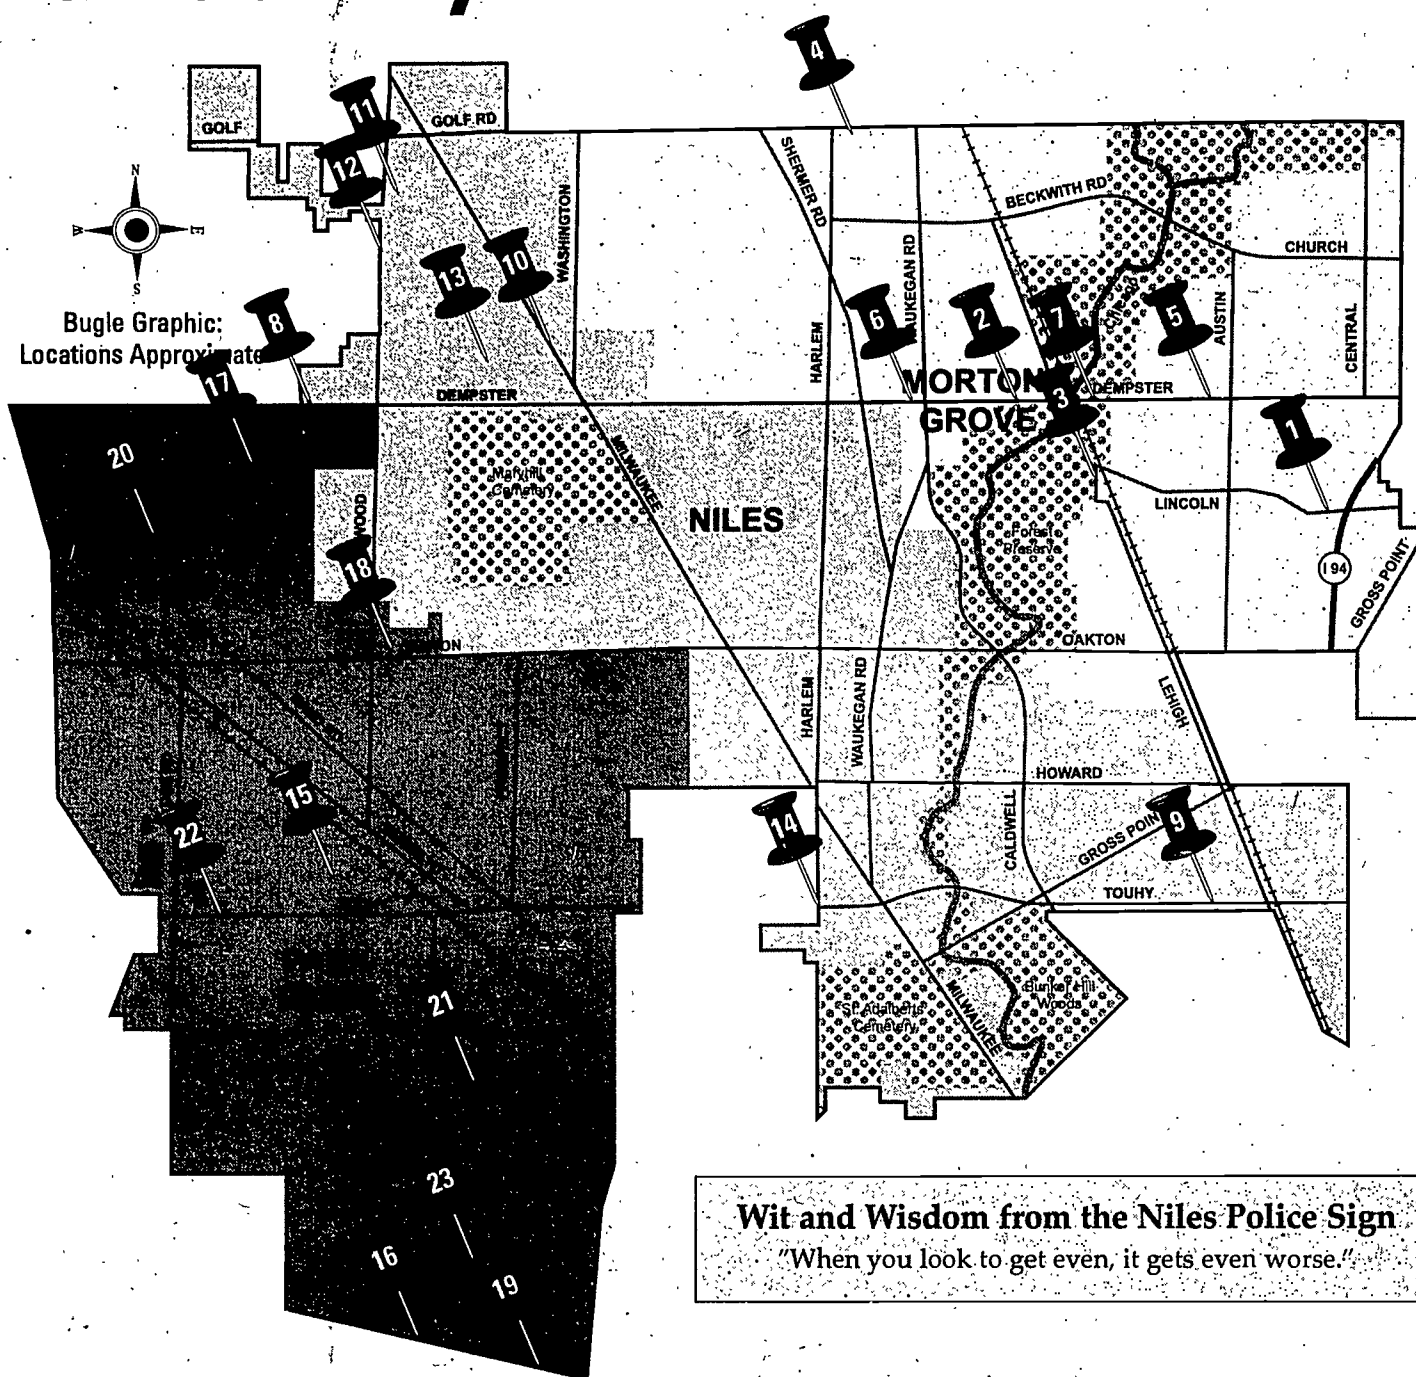 4
11
GOLF
GOLF RD
12
SHERMER RD
BECKWITH RD
N
W
E
S
WASHINGTON
WAUKEGAN RD
CHURCH
13
10
Bugle Graphic:
Locations Approximate
8
6
2
7
5
AUSTIN
HARLEM
CENTRAL
17
MORTON
GROVE
DEMPSTER
DEMPSTER
3
1
20
Maryhill
Cemetery
MILWAUKEE
NILES
LINCOLN
WOOD
Forest
Preserve
18
I 94
GROSS POINT
OAKTON
HARLEM
WAUKEGAN RD
LEHIGH
HOWARD
15
22
14
CALDWELL
GROSS POINT
9
TOUHY
21
St. Adalberts
Cemetery
MILWAUKEE
Bunker Hill
Woods
23
16
19
Wit and Wisdom from the Niles Police Sign
"When you look to get even, it gets even worse."